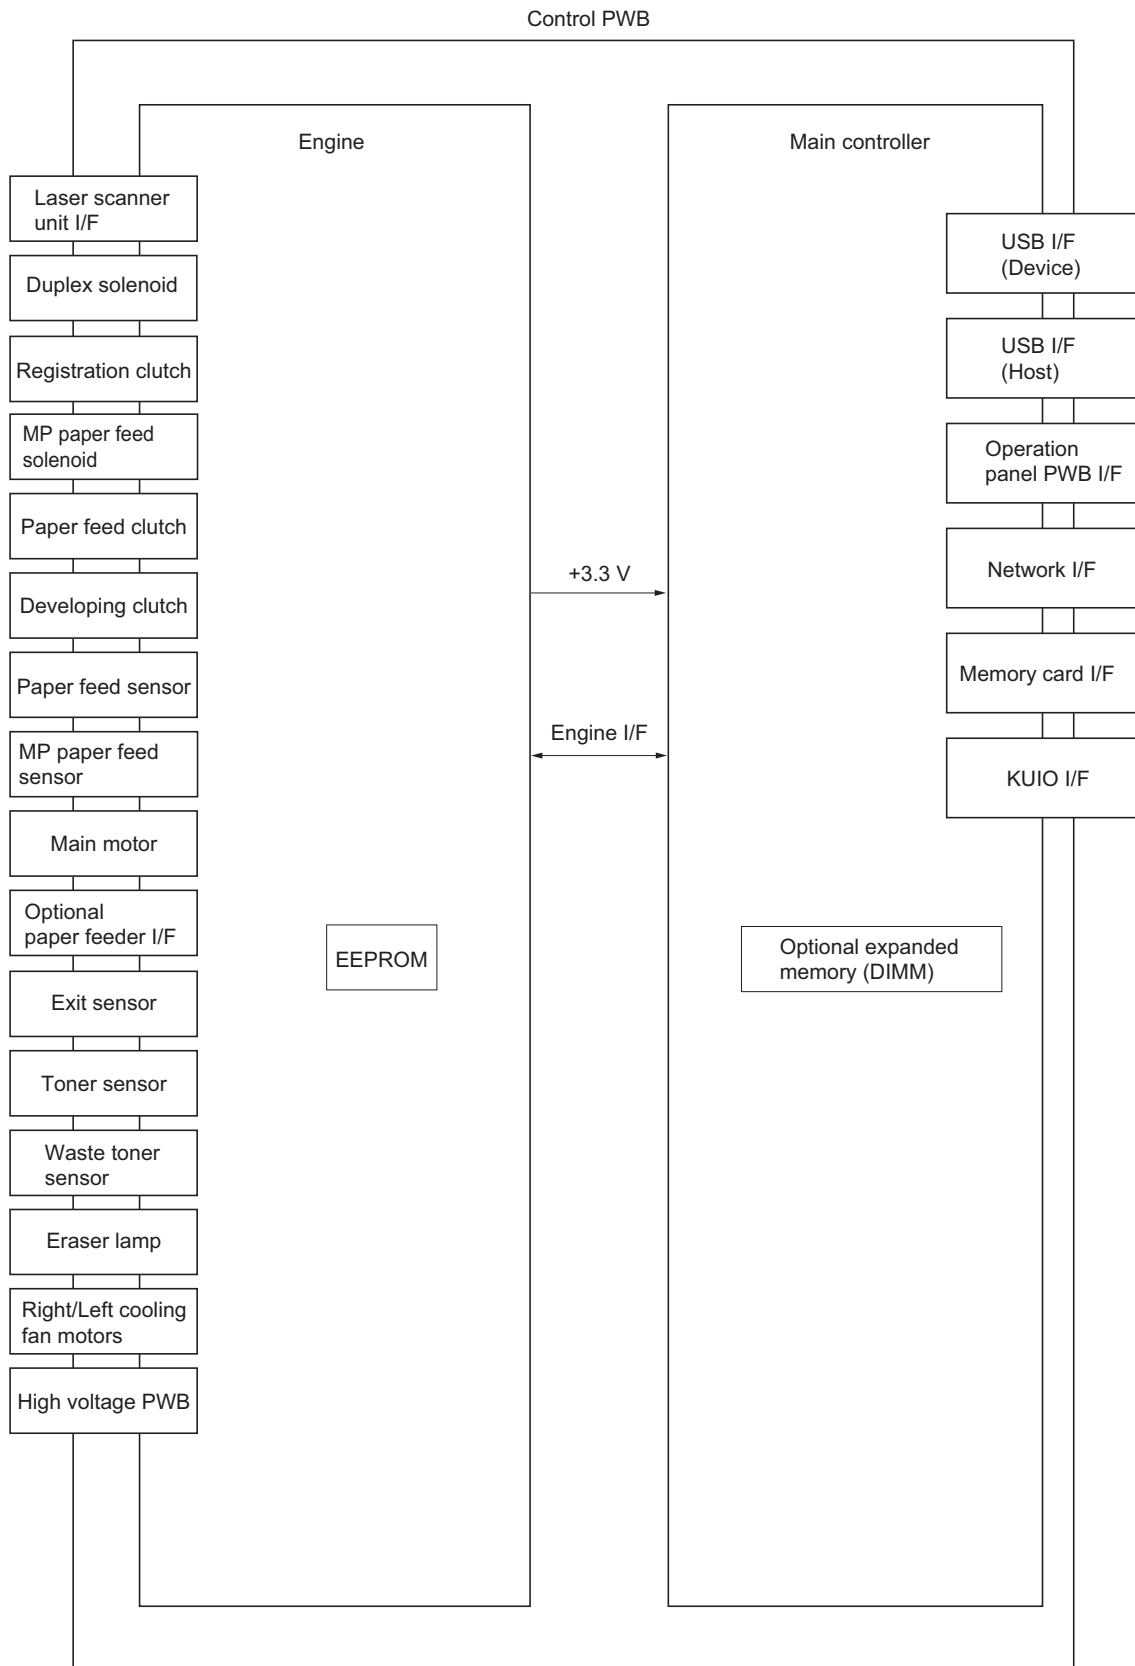 Control PWB
Engine
Laser scanner
unit I/F
Duplex solenoid
Registration clutch
MP paper feed
solenoid
Paper feed clutch
Developing clutch
Paper feed sensor
MP paper feed
sensor
Main motor
Optional
paper feeder I/F
Exit sensor
Toner sensor
Waste toner
sensor
Eraser lamp
Right/Left cooling
fan motors
High voltage PWB
EEPROM
+3.3 V
Engine I/F
Main controller
USB I/F
(Device)
USB I/F
(Host)
Operation
panel PWB I/F
Network I/F
Memory card I/F
KUIO I/F
Optional expanded
memory (DIMM)